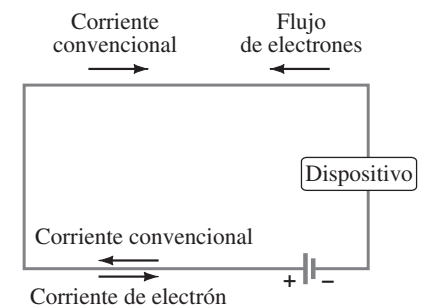 Corriente
convencional
Flujo
de electrones
Dispositivo
Corriente convencional
+ –
Corriente de electrón